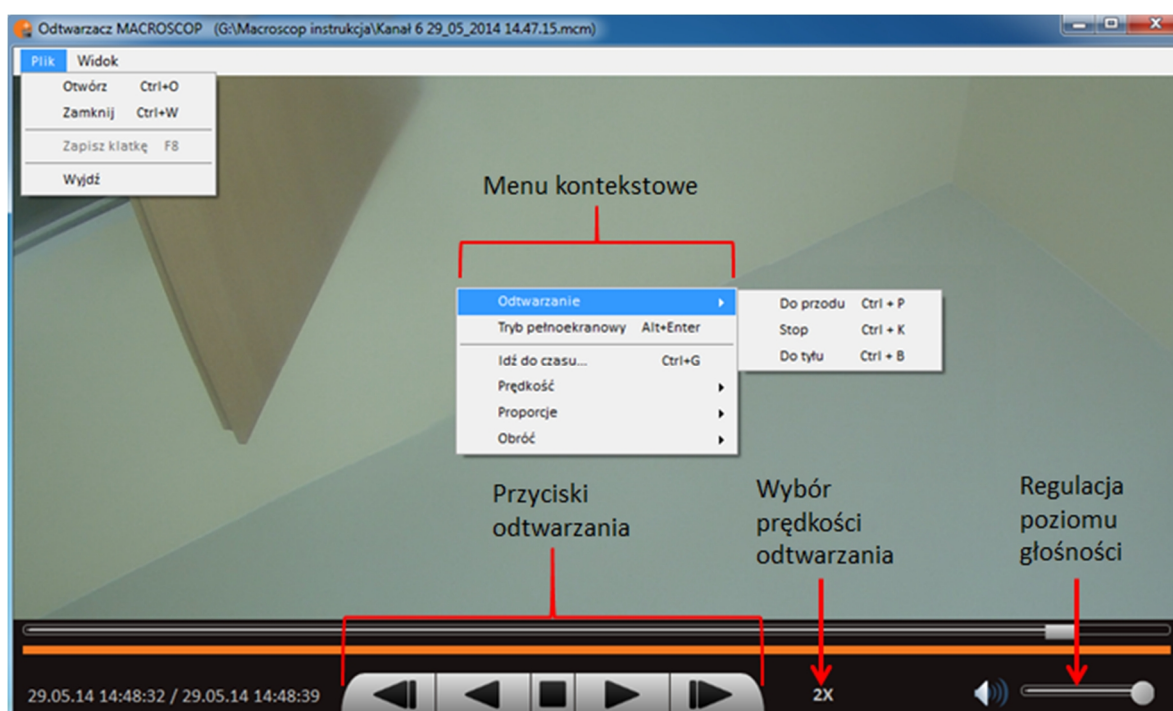 Odtwarzacz MACROSCOP (G:\Macroscop instrukcja\Kanał 6 29_05_2014 14.47.15.mcm)
Plik Widok
Otwórz Ctrl+O
Zamknij Ctrl+W
Zapisz klatkę F8
Wyjdź
Menu kontekstowe
Odtwarzanie
Tryb pełnoekranowy Alt+Enter
Idź do czasu... Ctrl+G
Prędkość
Proporcje
Obróć
Do przodu Ctrl + P
Stop Ctrl + K
Do tyłu Ctrl + B
Przyciski
odtwarzania
Wybór
prędkości
odtwarzania
Regulacja
poziomu
głośności
29.05.14 14:48:32 / 29.05.14 14:48:39
2X